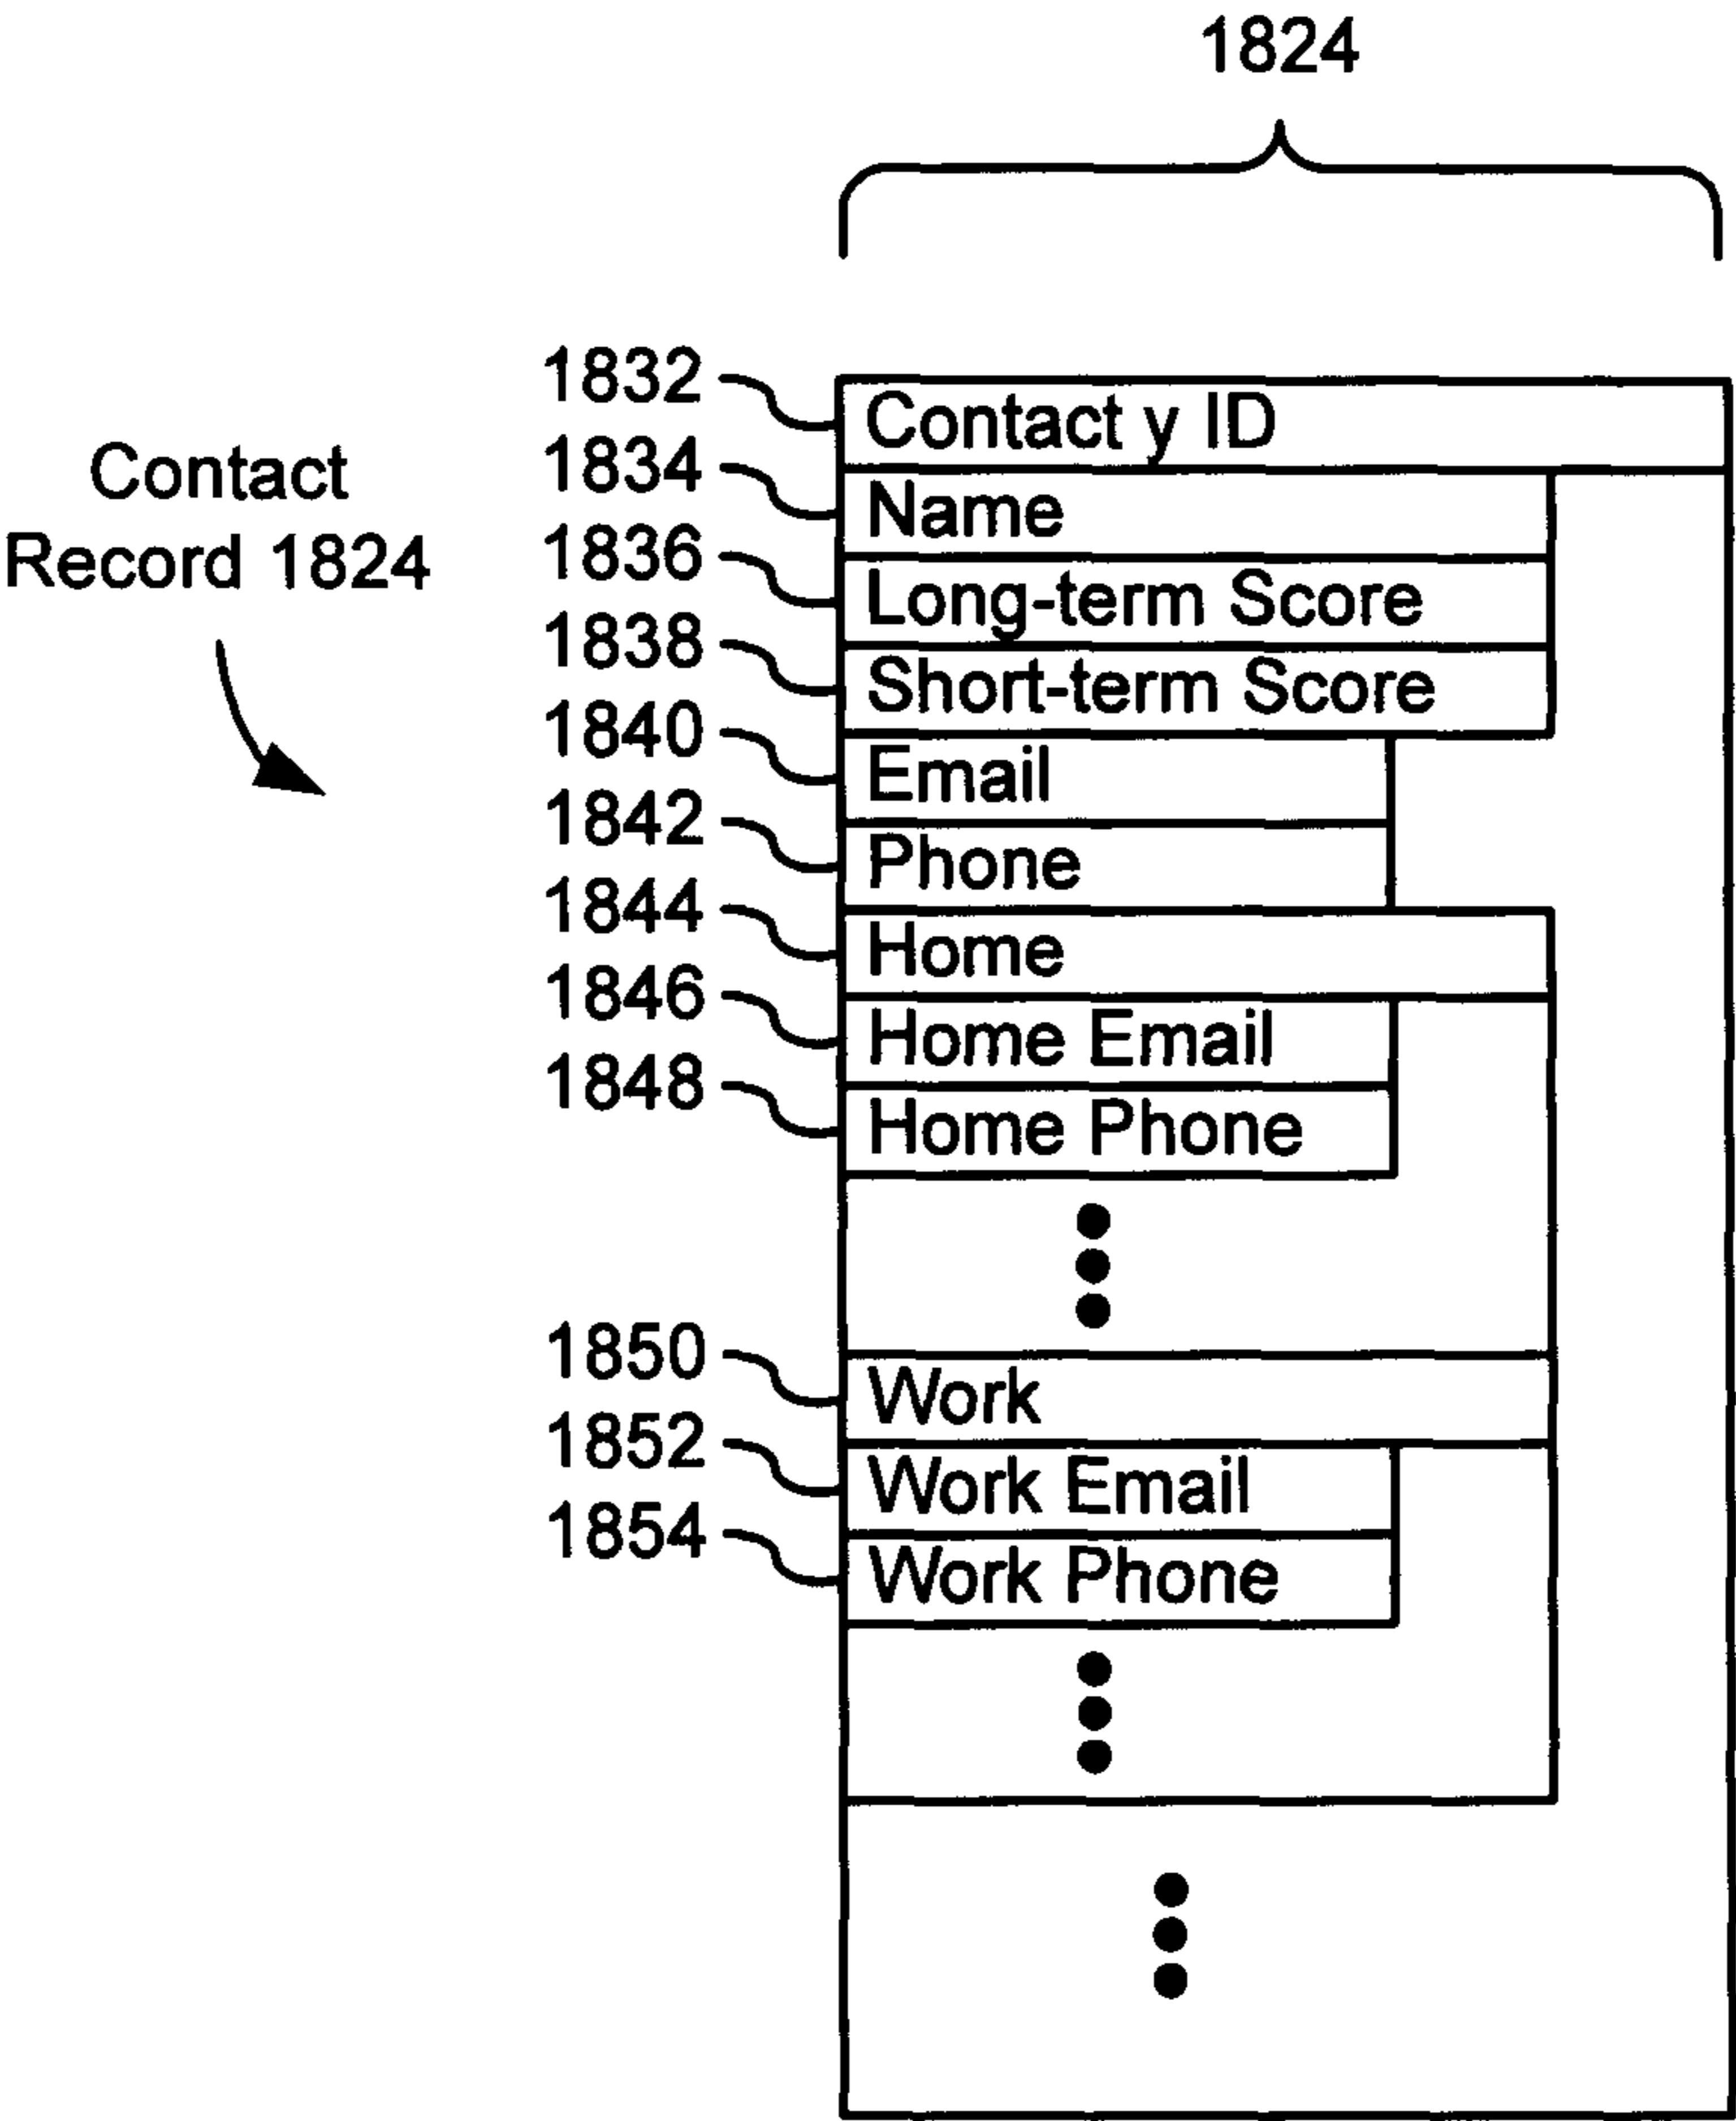 1824
Contact
Record 1824
1832 Contact y ID
1834 Name
1836 Long-term Score
1838 Short-term Score
1840 Email
1842 Phone
1844 Home
1846 Home Email
1848 Home Phone
1850 Work
1852 Work Email
1854 Work Phone